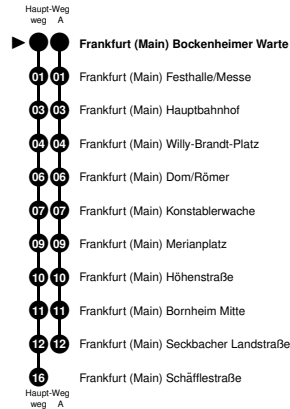 Haupt-Weg
weg A
Frankfurt (Main) Bockenheimer Warte
01 01 Frankfurt (Main) Festhalle/Messe
03 03 Frankfurt (Main) Hauptbahnhof
04 04 Frankfurt (Main) Willy-Brandt-Platz
06 06 Frankfurt (Main) Dom/Römer
07 07 Frankfurt (Main) Konstablerwache
09 09 Frankfurt (Main) Merianplatz
10 10 Frankfurt (Main) Höhenstraße
11 11 Frankfurt (Main) Bornheim Mitte
12 12 Frankfurt (Main) Seckbacher Landstraße
16 Frankfurt (Main) Schäfflestraße
Haupt-Weg
weg A